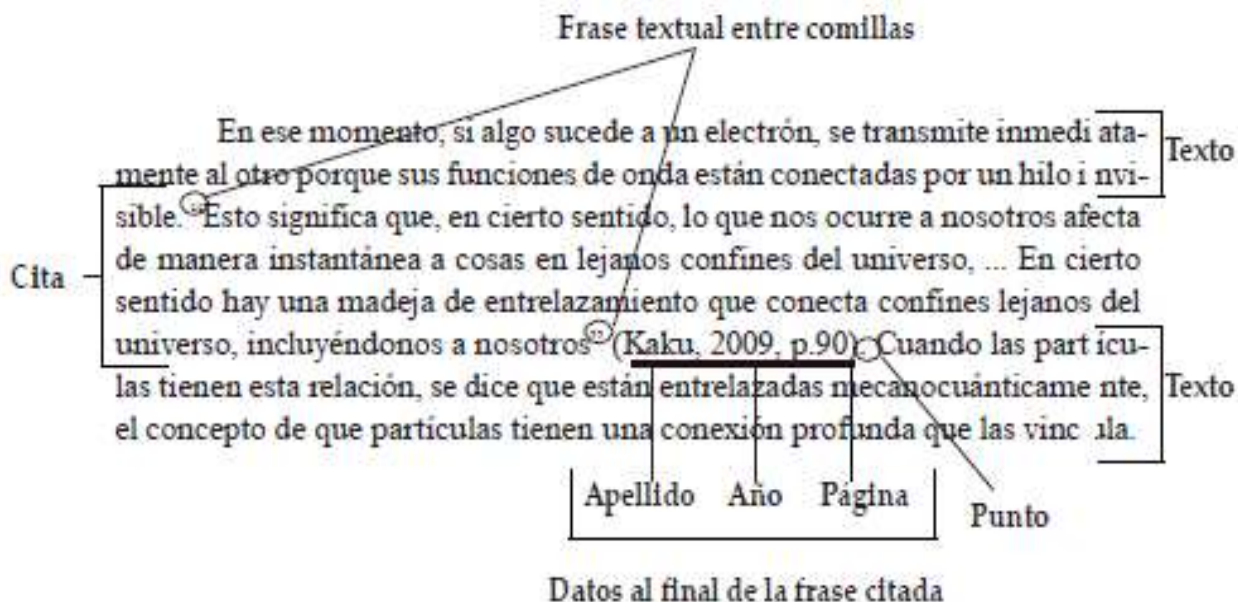 Frase textual entre comillas
En ese momento, si algo sucede a un electrón, se transmite inmedi ata-
mente al otro porque sus funciones de onda están conectadas por un hilo i nvi-
sible. "Esto significa que, en cierto sentido, lo que nos ocurre a nosotros afecta
de manera instantánea a cosas en lejanos confines del universo, ... En cierto
sentido hay una madeja de entrelazamiento que conecta confines lejanos del
universo, incluyéndonos a nosotros" (Kaku, 2009, p.90). Cuando las part ícu-
las tienen esta relación, se dice que están entrelazadas mecanocuánticame nte,
el concepto de que partículas tienen una conexión profunda que las vinc ula.
Texto
Cita
Texto
Apellido Año Página
Punto
Datos al final de la frase citada